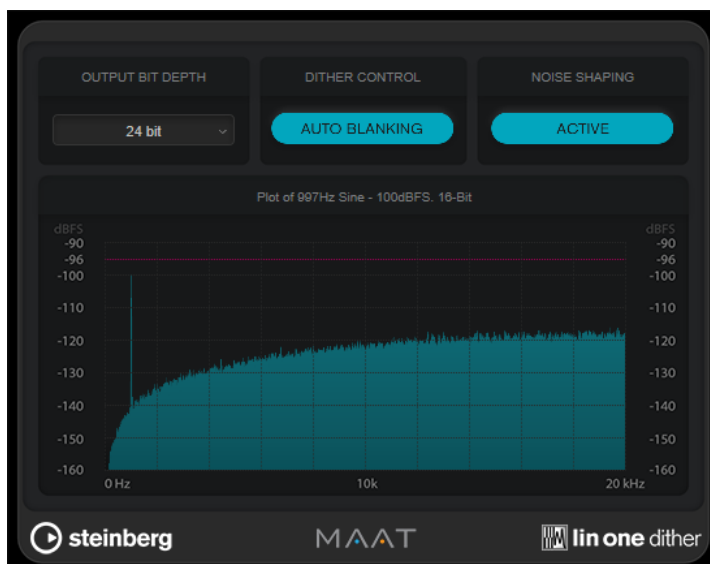 OUTPUT BIT DEPTH
DITHER CONTROL
NOISE SHAPING
24 bit
AUTO BLANKING
ACTIVE
Plot of 997Hz Sine - 100dBFS. 16-Bit
dBFS dBFS
-90 -90
-96 -96
-100 -100
-110 -110
-120 -120
-130 -130
-140 -140
-150 -150
-160 -160
0 Hz 10k 20 kHz
steinberg
MAAT
lin one dither